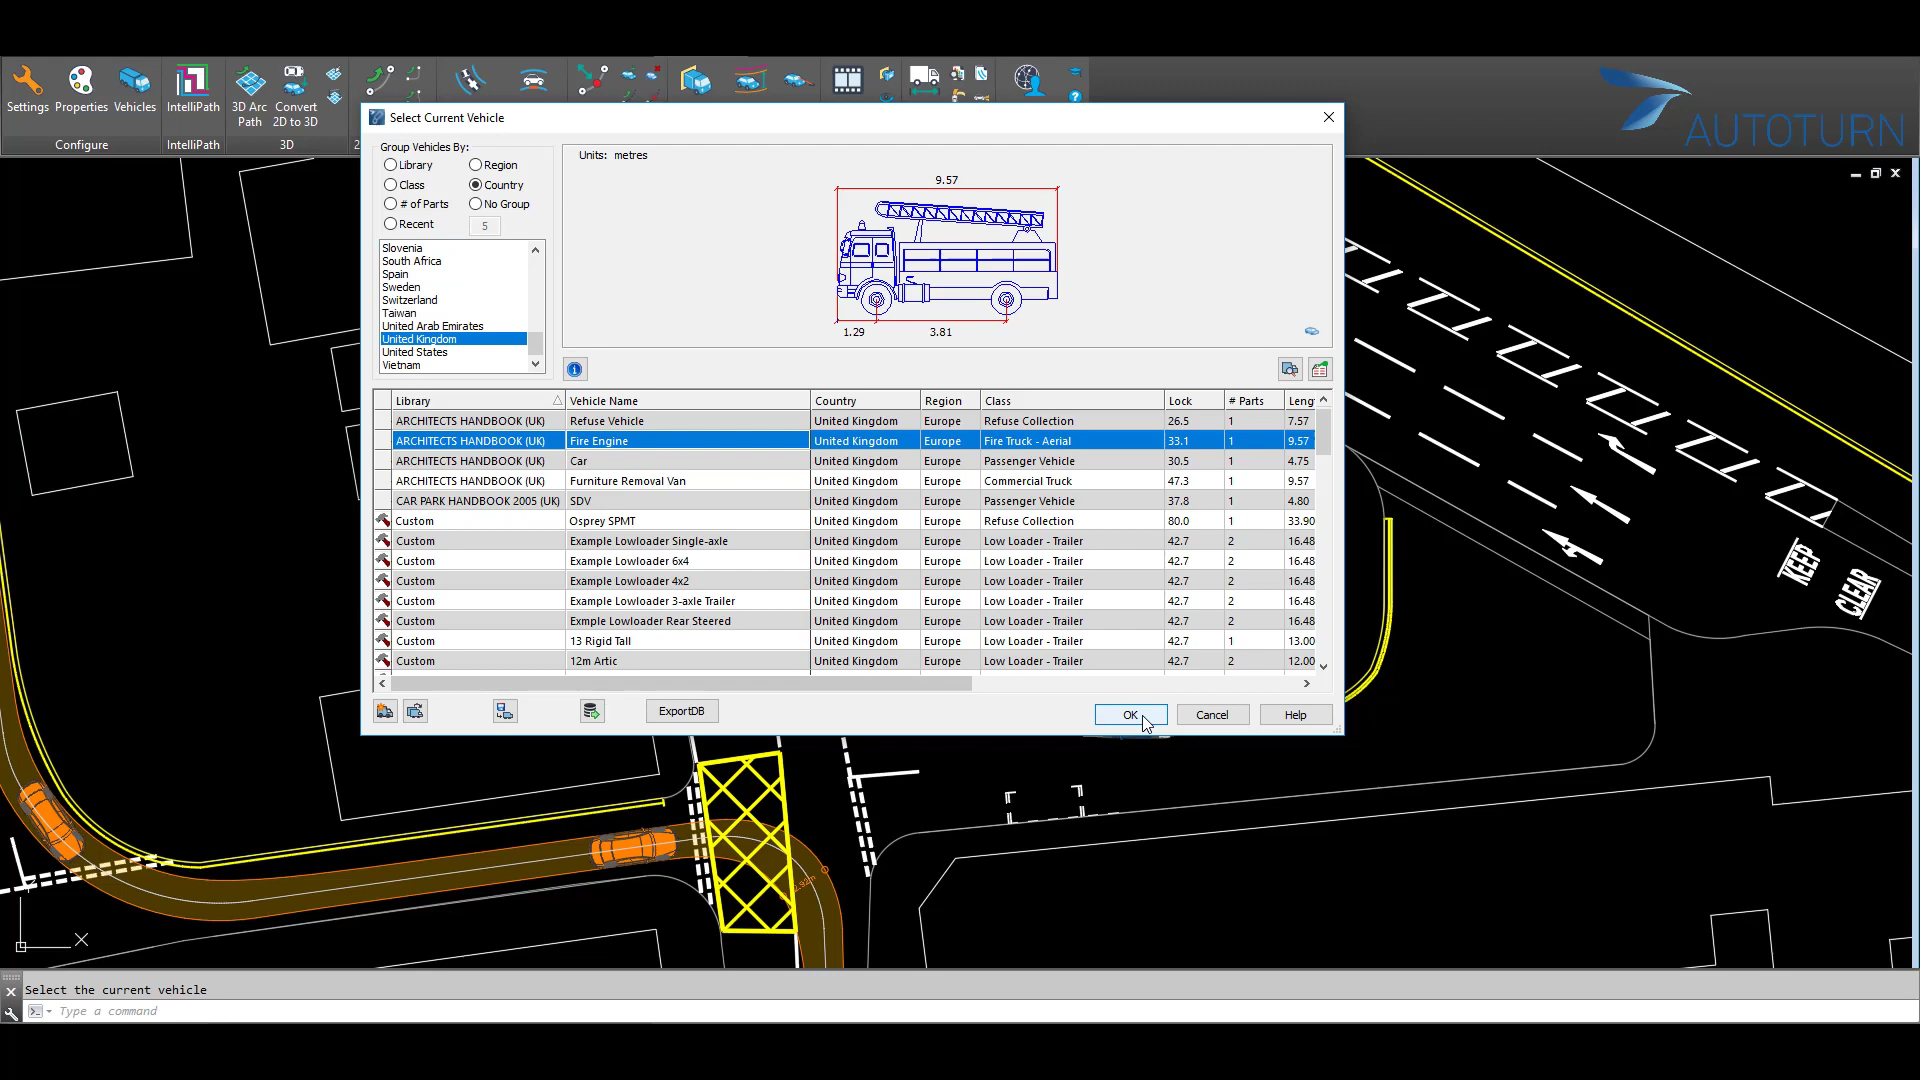 Settings Properties Vehicles IntelliPath 3D Arc Path Convert 2D to 3D
Configure IntelliPath 3D 2
AUTOTURN
Select Current Vehicle
Group Vehicles By:
Library Region
Class Country
# of Parts No Group
Recent 5
Slovenia
South Africa
Spain
Sweden
Switzerland
Taiwan
United Arab Emirates
United Kingdom
United States
Vietnam
Units: metres
9.57
1.29 3.81
Library Vehicle Name Country Region Class Lock # Parts Leng
ARCHITECTS HANDBOOK (UK) Refuse Vehicle United Kingdom Europe Refuse Collection 26.5 1 7.57
ARCHITECTS HANDBOOK (UK) Fire Engine United Kingdom Europe Fire Truck - Aerial 33.1 1 9.57
ARCHITECTS HANDBOOK (UK) Car United Kingdom Europe Passenger Vehicle 30.5 1 4.75
ARCHITECTS HANDBOOK (UK) Furniture Removal Van United Kingdom Europe Commercial Truck 47.3 1 9.57
CAR PARK HANDBOOK 2005 (UK) SDV United Kingdom Europe Passenger Vehicle 37.8 1 4.80
Custom Osprey SPMT United Kingdom Europe Refuse Collection 80.0 1 33.90
Custom Example Lowloader Single-axle United Kingdom Europe Low Loader - Trailer 42.7 2 16.48
Custom Example Lowloader 6x4 United Kingdom Europe Low Loader - Trailer 42.7 2 16.48
Custom Example Lowloader 4x2 United Kingdom Europe Low Loader - Trailer 42.7 2 16.48
Custom Example Lowloader 3-axle Trailer United Kingdom Europe Low Loader - Trailer 42.7 2 16.48
Custom Exmple Lowloader Rear Steered United Kingdom Europe Low Loader - Trailer 42.7 2 16.48
Custom 13 Rigid Tall United Kingdom Europe Low Loader - Trailer 42.7 1 13.00
Custom 12m Artic United Kingdom Europe Low Loader - Trailer 42.7 2 12.00
ExportDB OK Cancel Help
KEEP
CLEAR
Select the current vehicle
Type a command